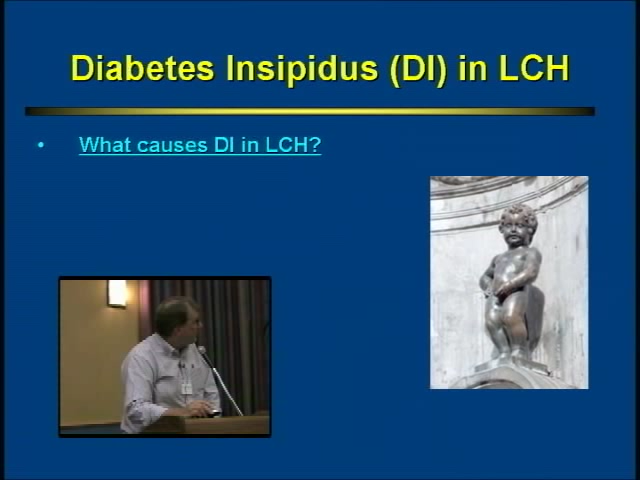 Diabetes Insipidus (DI) in LCH
• What causes DI in LCH?